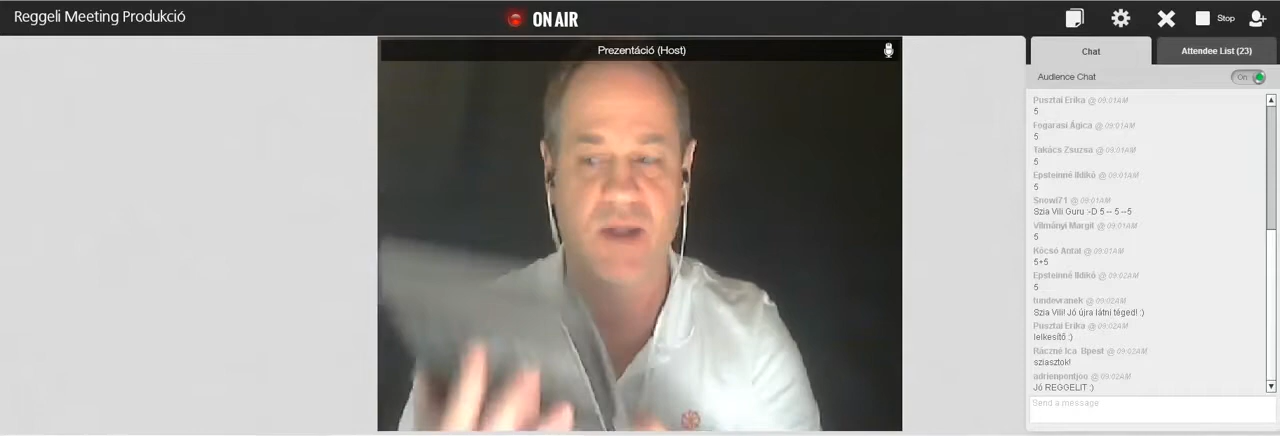 Reggeli Meeting Produkció
ON AIR
Stop
Prezentáció (Host)
Chat
Attendee List (23)
Audience Chat
On
Pusztai Erika @ 09:01AM
5
Fogarasi Ágica @ 09:01AM
5
Takács Zsuzsa @ 09:01AM
5
Epsteinné Ildikó @ 09:01AM
5
Snowi71 @ 09:01AM
Szia Vili Guru :-D 5 -- 5 --5
Vilmányi Margit @ 09:01AM
5
Kócsó Antal @ 09:01AM
5+5
Epsteinné Ildikó @ 09:02AM
5
tundevranek @ 09:02AM
Szia Vili! Jó újra látni téged! :)
Pusztai Erika @ 09:02AM
lelkesítő :)
Ráczné Ica Bpest @ 09:02AM
sziasztok!
adrienpontjoo @ 09:02AM
Jó REGGELIT :)
Send a message